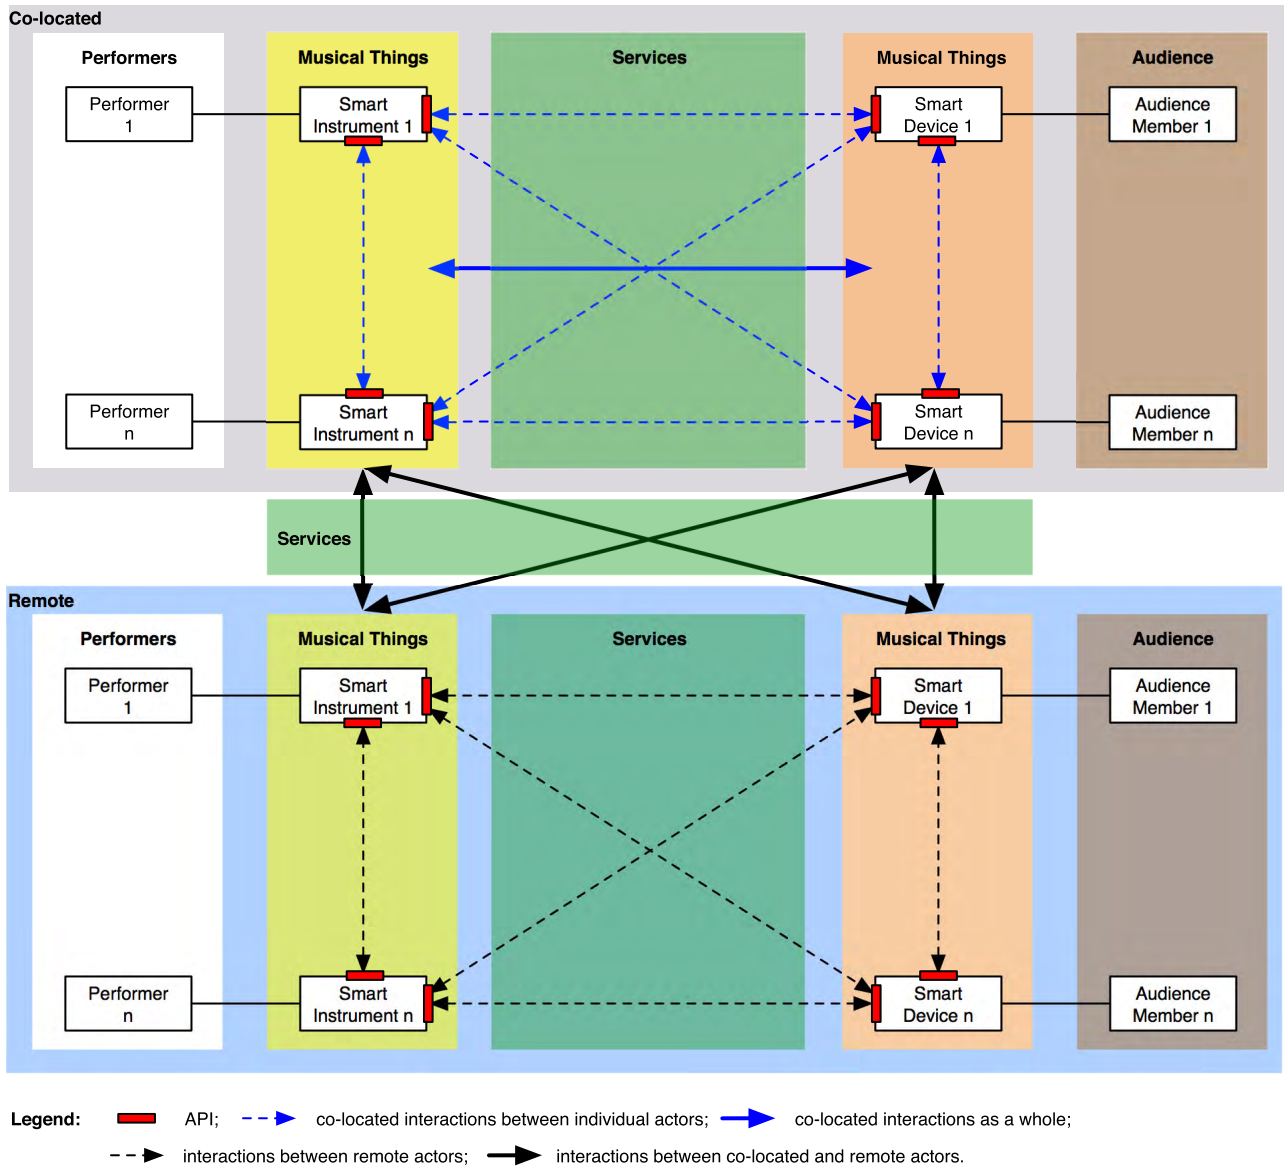 Co-located
Performers
Musical Things
Services
Musical Things
Audience
Performer
1
Smart
Instrument 1
Smart
Device 1
Audience
Member 1
Performer
n
Smart
Instrument n
Smart
Device n
Audience
Member n
Services
Remote
Performers
Musical Things
Services
Musical Things
Audience
Performer
1
Smart
Instrument 1
Smart
Device 1
Audience
Member 1
Performer
n
Smart
Instrument n
Smart
Device n
Audience
Member n
Legend: API; co-located interactions between individual actors; co-located interactions as a whole;
interactions between remote actors; interactions between co-located and remote actors.